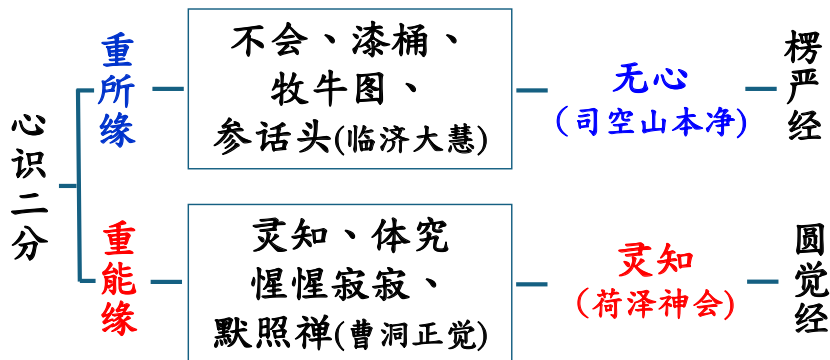 心识二分
重所缘
不会、漆桶、
牧牛图、
参话头(临济大慧)
无心
（司空山本净)
楞严经
重能缘
灵知、体究
惺惺寂寂、
默照禅(曹洞正觉)
灵知
（荷泽神会)
圆觉经